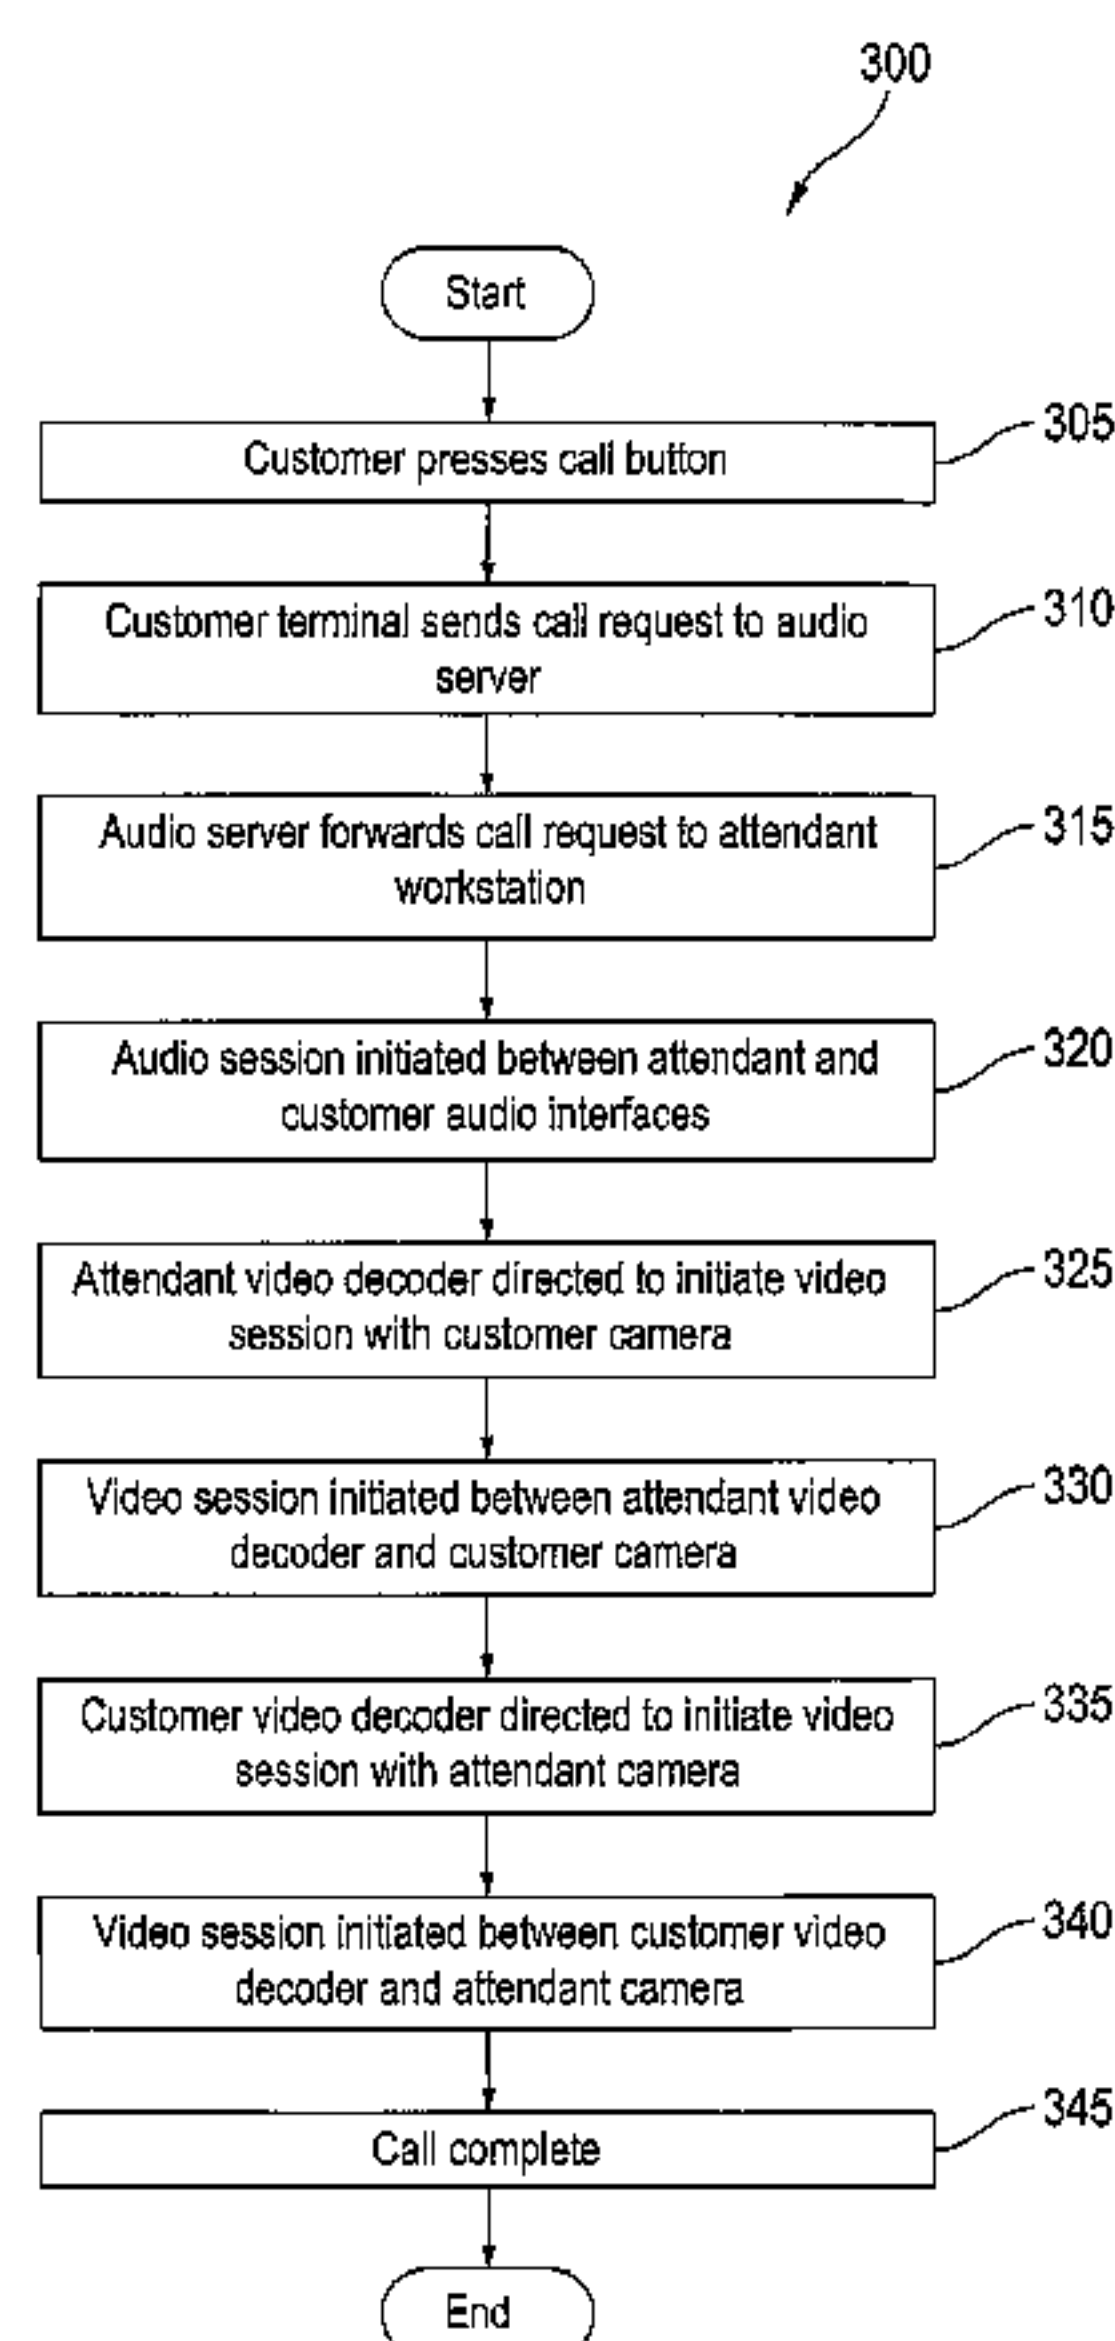 300
Start
Customer presses call button
305
Customer terminal sends call request to audio
server
310
Audio server forwards call request to attendant
workstation
315
Audio session initiated between attendant and
customer audio interfaces
320
Attendant video decoder directed to initiate video
session with customer camera
325
Video session initiated between attendant video
decoder and customer camera
330
Customer video decoder directed to initiate video
session with attendant camera
335
Video session initiated between customer video
decoder and attendant camera
340
Call complete
345
End